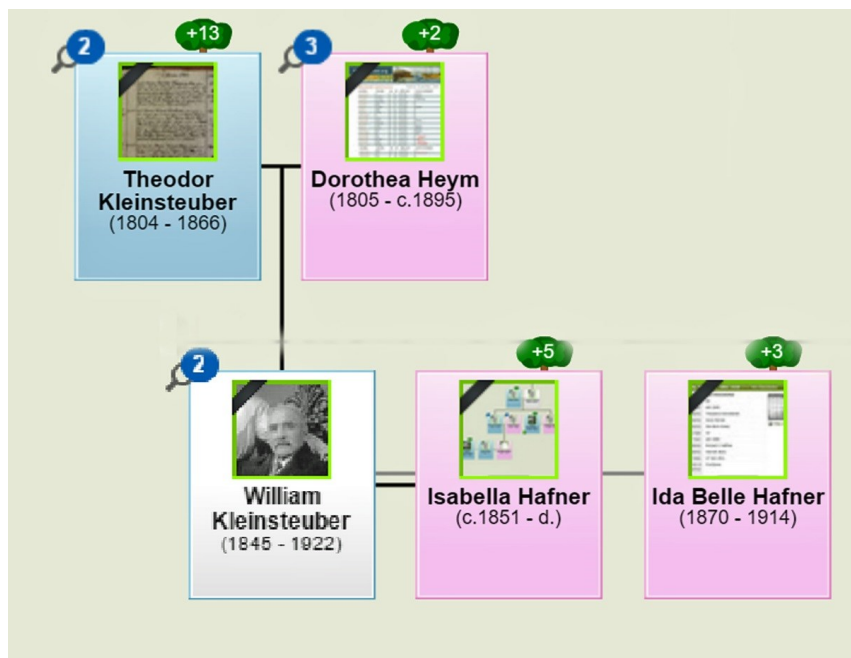 +13
+2
2
3
Theodor
Kleinsteuber
(1804 - 1866)
Dorothea Heym
(1805 - c.1895)
+5
+3
2
William
Kleinsteuber
(1845 - 1922)
Isabella Hafner
(c.1851 - d.)
Ida Belle Hafner
(1870 - 1914)